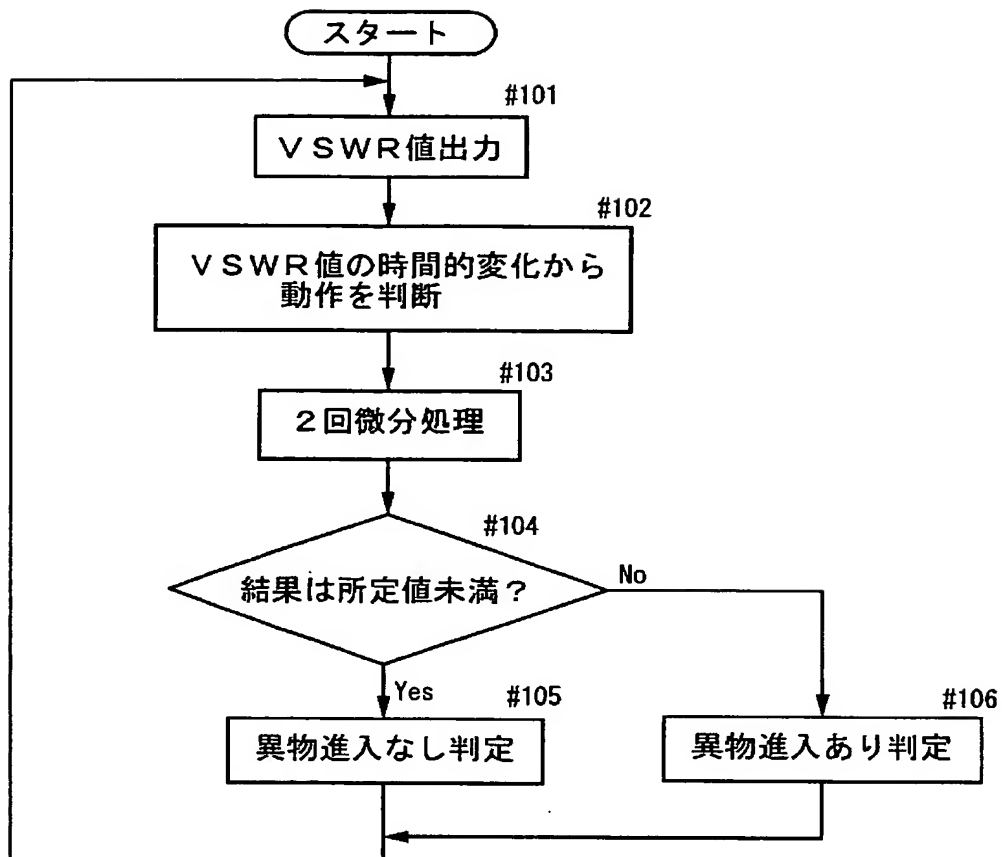 スタート
#101
VSWR値出力
#102
VSWR値の時間的変化から
動作を判断
#103
2回微分処理
#104
結果は所定値未満?
No
Yes
#105
異物進入なし判定
#106
異物進入あり判定